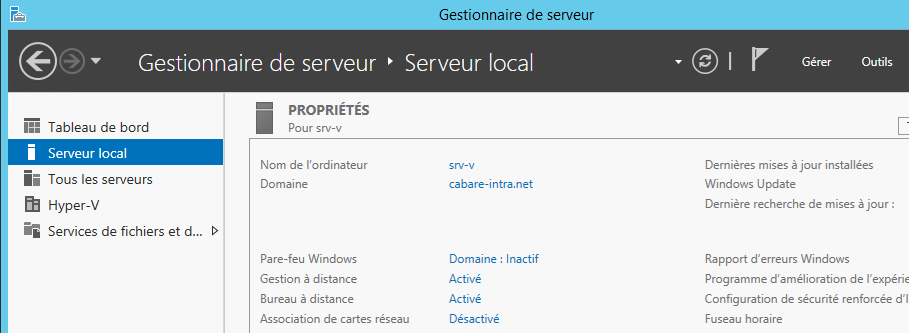 Gestionnaire de serveur
Gestionnaire de serveur ‣ Serveur local
Gérer
Outils
Tableau de bord
Serveur local
Tous les serveurs
Hyper-V
Services de fichiers et d...
PROPRIÉTÉS
Pour srv-v
Nom de l'ordinateur srv-v
Domaine cabare-intra.net
Dernières mises à jour installées
Windows Update
Dernière recherche de mises à jour :
Pare-feu Windows Domaine : Inactif
Gestion à distance Activé
Bureau à distance Activé
Association de cartes réseau Désactivé
Rapport d'erreurs Windows
Programme d'amélioration de l'expérie
Configuration de sécurité renforcée d'I
Fuseau horaire